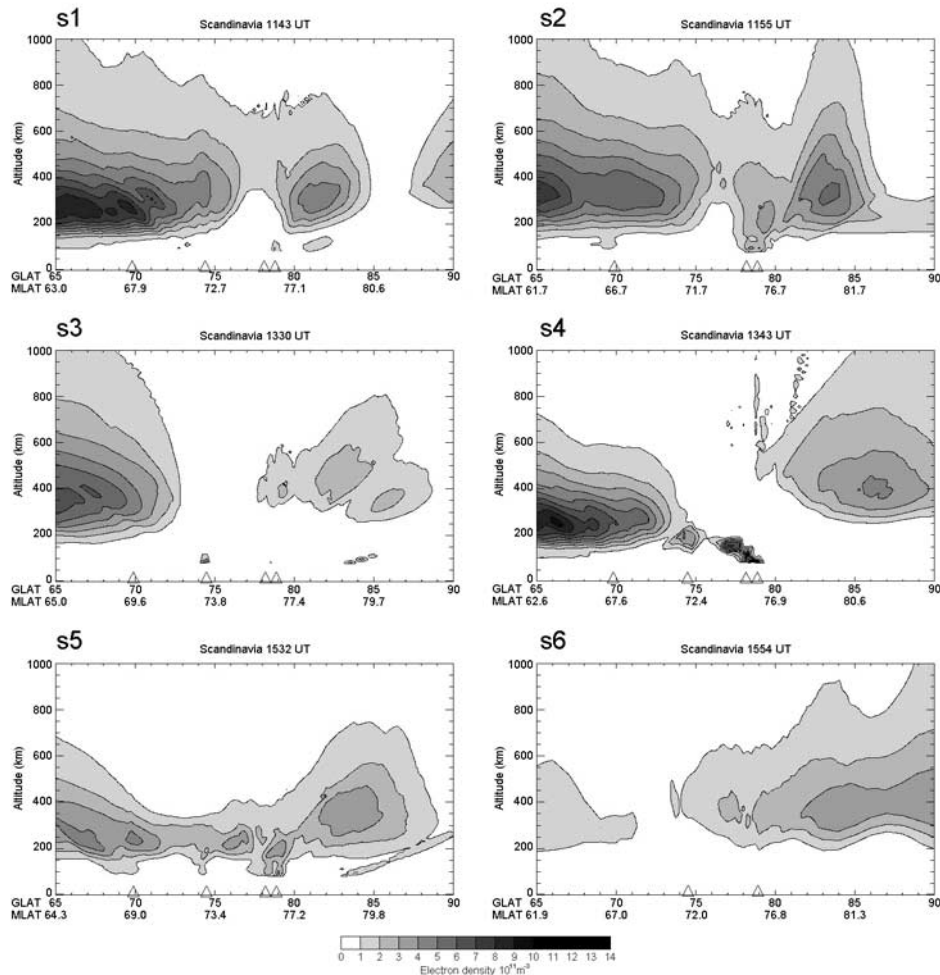 s1
Scandinavia 1143 UT
1000
800
600
400
200
0
Altitude (km)
GLAT 65 70 75 80 85 90
MLAT 63.0 67.9 72.7 77.1 80.6
s2
Scandinavia 1155 UT
1000
800
600
400
200
0
Altitude (km)
GLAT 65 70 75 80 85 90
MLAT 61.7 66.7 71.7 76.7 81.7
s3
Scandinavia 1330 UT
1000
800
600
400
200
0
Altitude (km)
GLAT 65 70 75 80 85 90
MLAT 65.0 69.6 73.8 77.4 79.7
s4
Scandinavia 1343 UT
1000
800
600
400
200
0
Altitude (km)
GLAT 65 70 75 80 85 90
MLAT 62.6 67.6 72.4 76.9 80.6
s5
Scandinavia 1532 UT
1000
800
600
400
200
0
Altitude (km)
GLAT 65 70 75 80 85 90
MLAT 64.3 69.0 73.4 77.2 79.8
s6
Scandinavia 1554 UT
1000
800
600
400
200
0
Altitude (km)
GLAT 65 70 75 80 85 90
MLAT 61.9 67.0 72.0 76.8 81.3
0 1 2 3 4 5 6 7 8 9 10 11 12 13 14
Electron density 10¹¹m⁻³